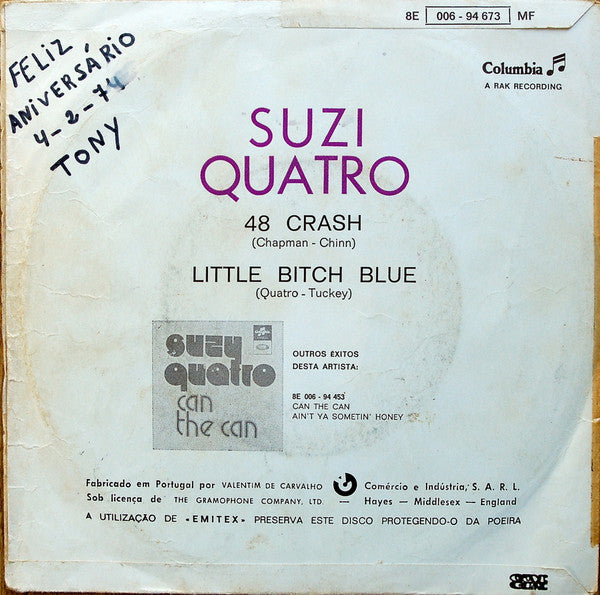 8E 006 - 94 673 MF
FELIZ
ANIVERSÁRIO
4-2-74
TONY
Columbia
A RAK RECORDING
SUZI
QUATRO
48 CRASH
(Chapman - Chinn)
LITTLE BITCH BLUE
(Quatro - Tuckey)
suzy
quatro
can
the can
OUTROS ÊXITOS
DESTA ARTISTA:
8E 006 - 94 453
CAN THE CAN
AIN'T YA SOMETIN' HONEY
Fabricado em Portugal por VALENTIM DE CARVALHO Comércio e Indústria, S. A. R. L.
Sob licença de THE GRAMOPHONE COMPANY, LTD. — Hayes — Middlesex — England
A UTILIZAÇÃO DE «EMITEX» PRESERVA ESTE DISCO PROTEGENDO-O DA POEIRA